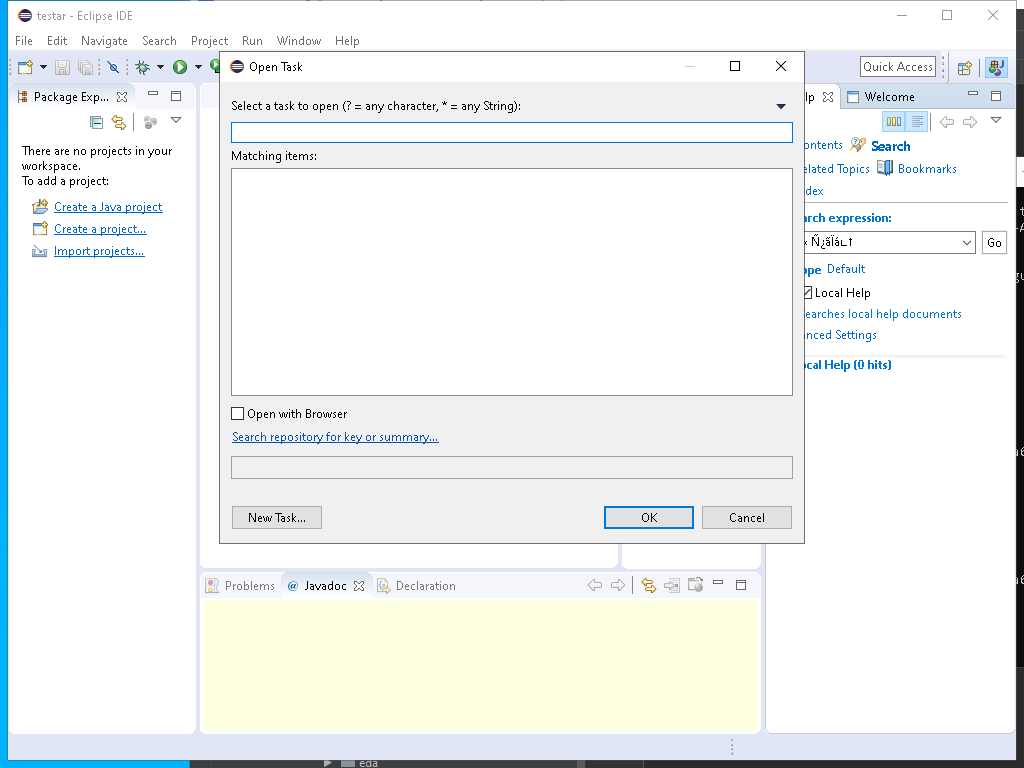 testar - Eclipse IDE
File Edit Navigate Search Project Run Window Help
Quick Access
Package Exp...
There are no projects in your
workspace.
To add a project:
Create a Java project
Create a project...
Import projects...
Open Task
Select a task to open (? = any character, * = any String):
Matching items:
Open with Browser
Search repository for key or summary...
New Task...
OK
Cancel
lp
Welcome
ontents
Search
elated Topics
Bookmarks
dex
rch expression:
Go
ope
Default
Local Help
earches local help documents
nced Settings
cal Help (0 hits)
Problems
@ Javadoc
Declaration
eda